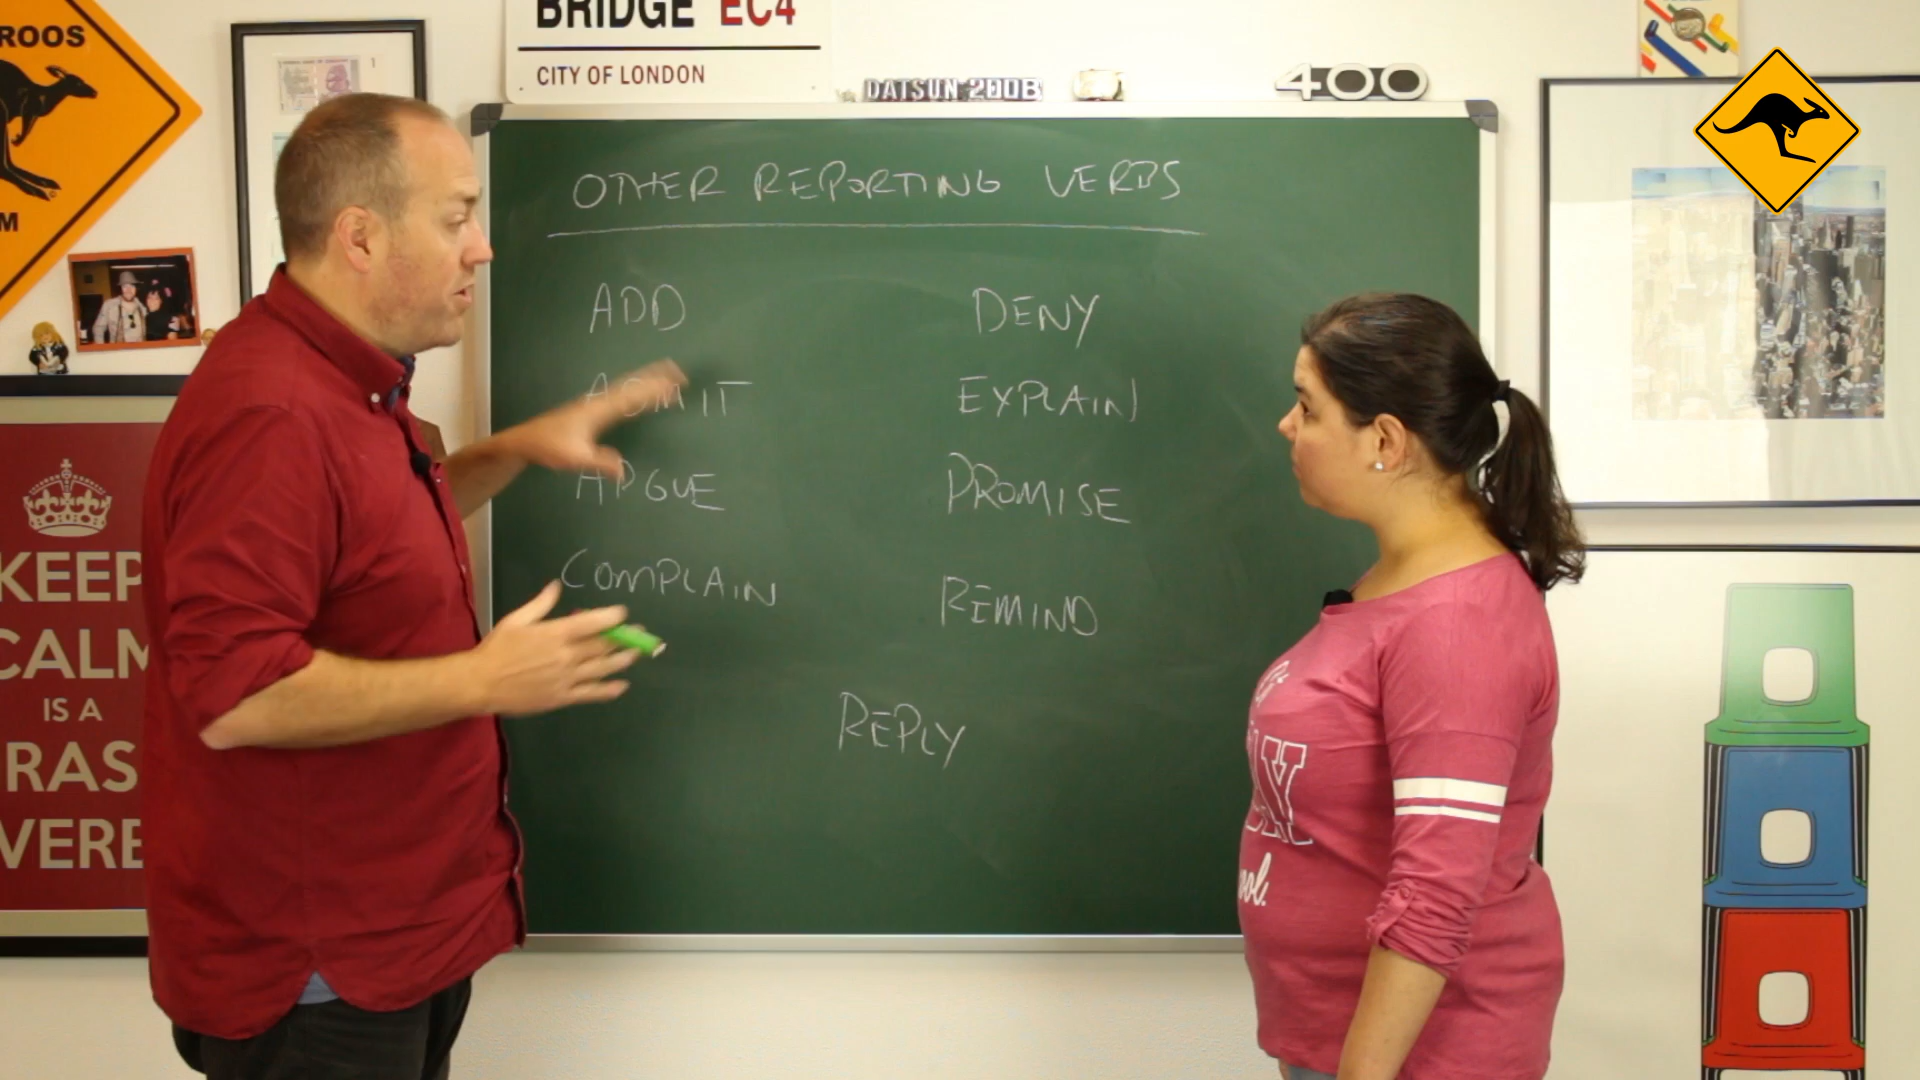 ROOS
M
BRIDGE EC4
CITY OF LONDON
DATSUN 200B
400
OTHER REPORTING VERBS
ADD
ADMIT
ARGUE
COMPLAIN
DENY
EXPLAIN
PROMISE
REMIND
REPLY
KEEP
CALM
IS A
RAS
VERE